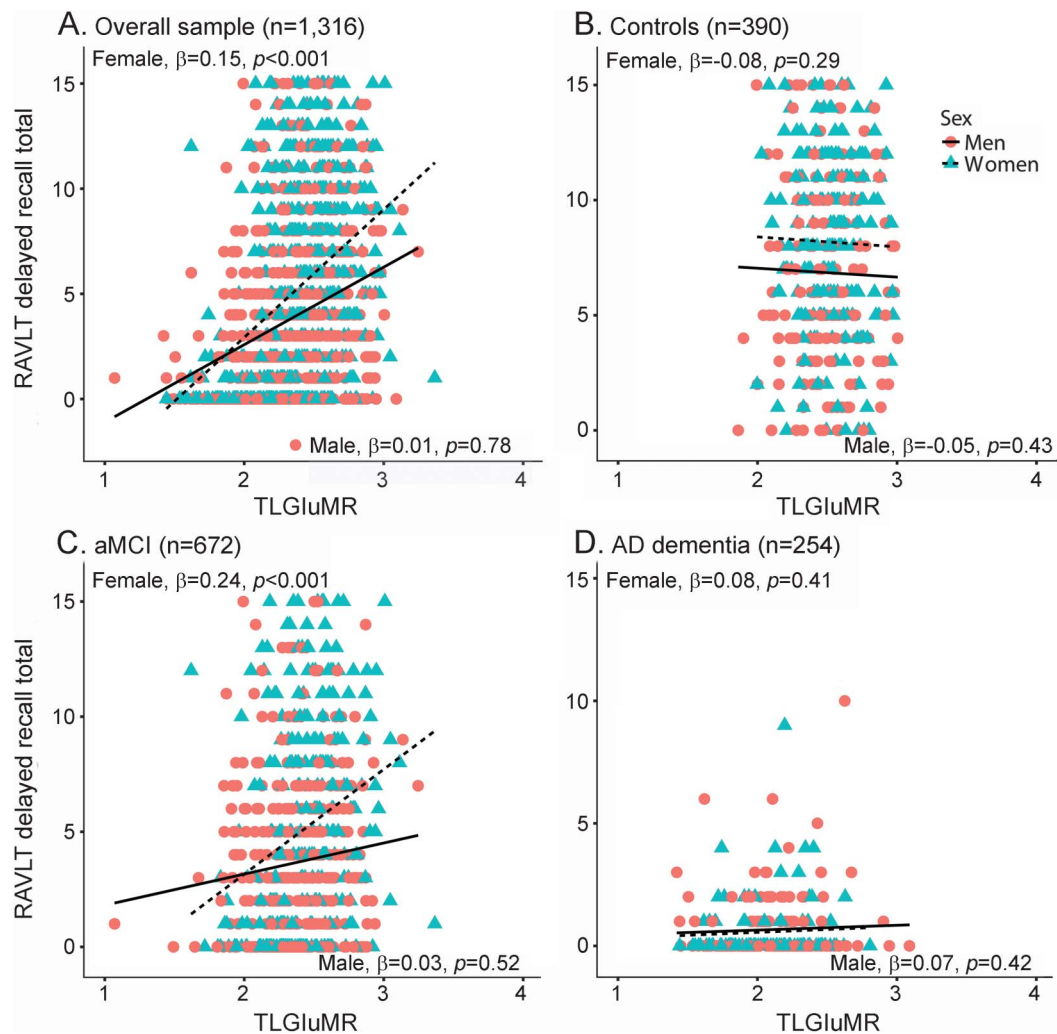 A. Overall sample (n=1,316)
Female, β=0.15, p<0.001
15
10
5
0
RAVLT delayed recall total
Male, β=0.01, p=0.78
1 2 3 4
TLGluMR
B. Controls (n=390)
Female, β=-0.08, p=0.29
15
10
5
0
Sex
Men
Women
Male, β=-0.05, p=0.43
1 2 3 4
TLGluMR
C. aMCI (n=672)
Female, β=0.24, p<0.001
15
10
5
0
RAVLT delayed recall total
Male, β=0.03, p=0.52
1 2 3 4
TLGluMR
D. AD dementia (n=254)
Female, β=0.08, p=0.41
15
10
5
0
Male, β=0.07, p=0.42
1 2 3 4
TLGluMR